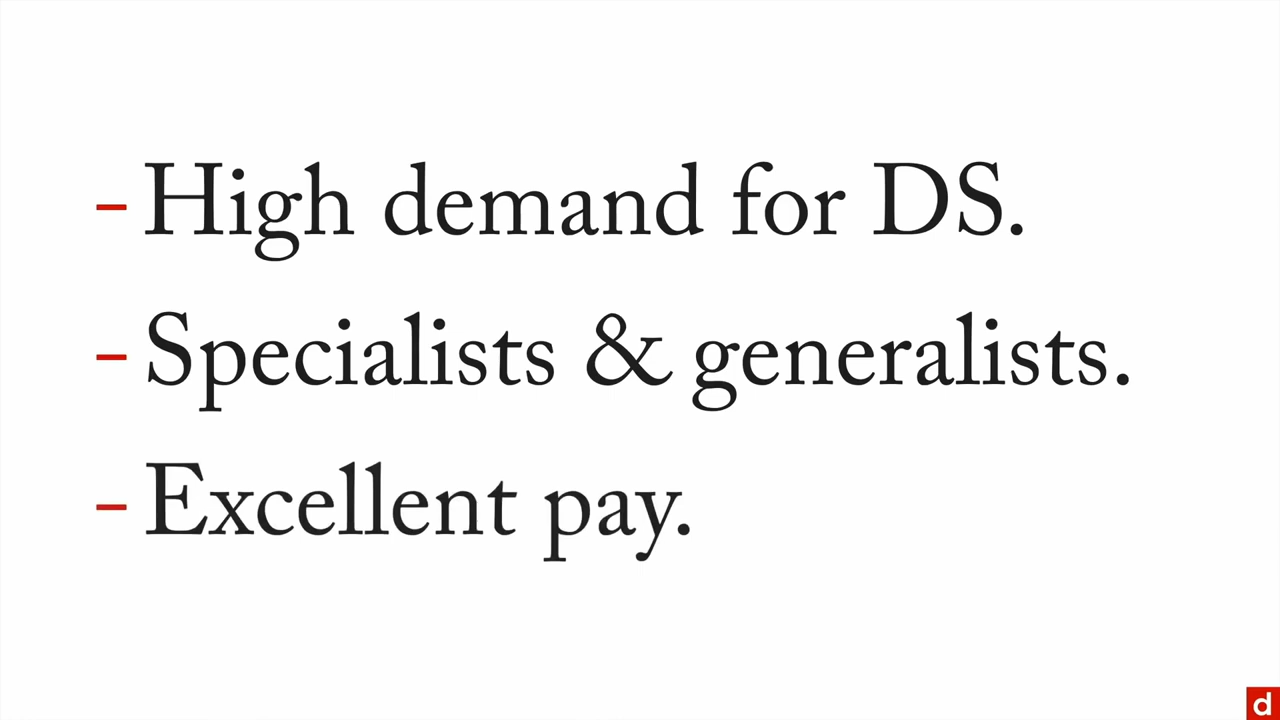 - High demand for DS.
- Specialists & generalists.
- Excellent pay.
d